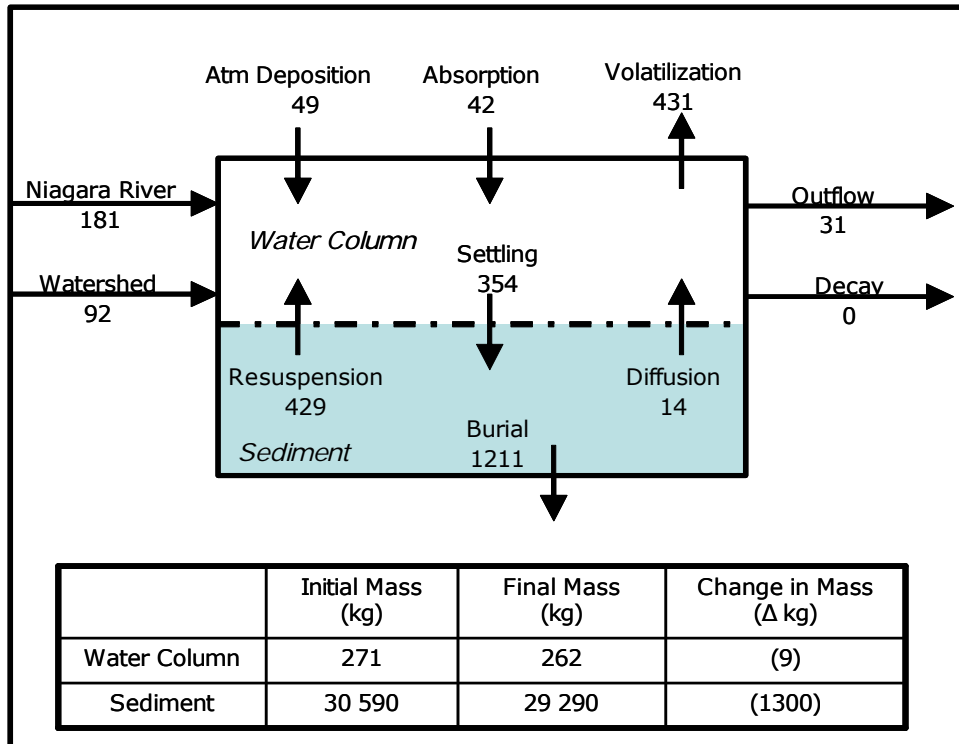 Atm Deposition
49
Absorption
42
Volatilization
431
Niagara River
181
Outflow
31
Water Column
Settling
354
Watershed
92
Decay
0
Resuspension
429
Diffusion
14
Burial
1211
Sediment
Initial Mass (kg)
Final Mass (kg)
Change in Mass (Δ kg)
Water Column 271 262 (9)
Sediment 30 590 29 290 (1300)